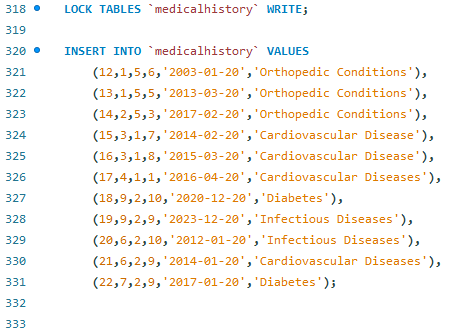 318 LOCK TABLES `medicalhistory` WRITE;
319
320 INSERT INTO `medicalhistory` VALUES
321 (12,1,5,6,'2003-01-20','Orthopedic Conditions'),
322 (13,1,5,5,'2013-03-20','Orthopedic Conditions'),
323 (14,2,5,3,'2017-02-20','Orthopedic Conditions'),
324 (15,3,1,7,'2014-02-20','Cardiovascular Disease'),
325 (16,3,1,8,'2015-03-20','Cardiovascular Disease'),
326 (17,4,1,1,'2016-04-20','Cardiovascular Diseases'),
327 (18,9,2,10,'2020-12-20','Diabetes'),
328 (19,9,2,9,'2023-12-20','Infectious Diseases'),
329 (20,6,2,10,'2012-01-20','Infectious Diseases'),
330 (21,6,2,9,'2014-01-20','Cardiovascular Diseases'),
331 (22,7,2,9,'2017-01-20','Diabetes');
332
333